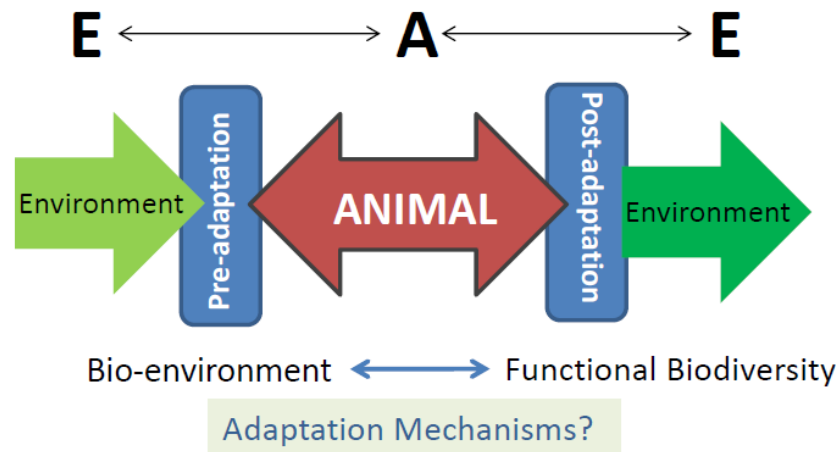 E A E
Environment
Pre-adaptation
ANIMAL
Post-adaptation
Environment
Bio-environment Functional Biodiversity
Adaptation Mechanisms?